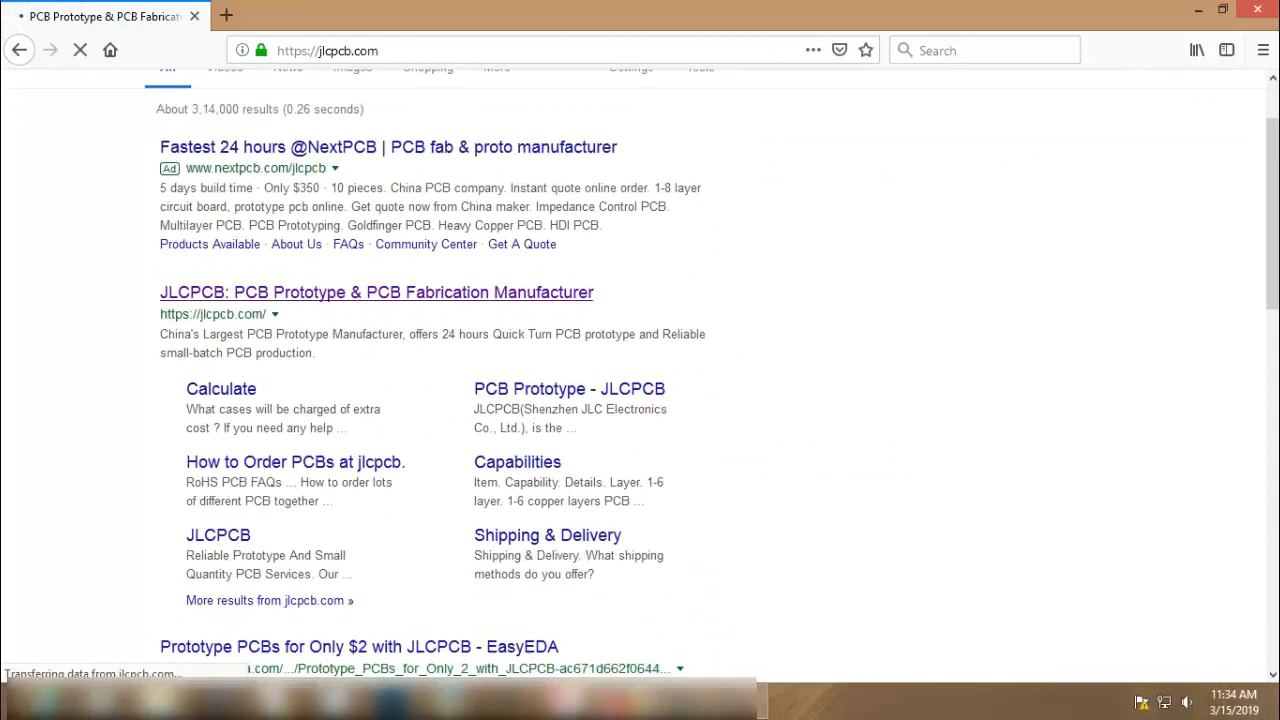 PCB Prototype & PCB Fabricat
https://jlcpcb.com
Search
About 3,14,000 results (0.26 seconds)
Fastest 24 hours @NextPCB | PCB fab & proto manufacturer
Ad www.nextpcb.com/jlcpcb
5 days build time · Only $350 · 10 pieces. China PCB company. Instant quote online order. 1-8 layer
circuit board, prototype pcb online. Get quote now from China maker. Impedance Control PCB.
Multilayer PCB. PCB Prototyping. Goldfinger PCB. Heavy Copper PCB. HDI PCB.
Products Available · About Us · FAQs · Community Center · Get A Quote
JLCPCB: PCB Prototype & PCB Fabrication Manufacturer
https://jlcpcb.com/
China's Largest PCB Prototype Manufacturer, offers 24 hours Quick Turn PCB prototype and Reliable
small-batch PCB production.
Calculate
What cases will be charged of extra
cost ? If you need any help ...
PCB Prototype - JLCPCB
JLCPCB(Shenzhen JLC Electronics
Co., Ltd.), is the ...
How to Order PCBs at jlcpcb.
RoHS PCB FAQs ... How to order lots
of different PCB together ...
Capabilities
Item. Capability. Details. Layer. 1-6
layer. 1-6 copper layers PCB ...
JLCPCB
Reliable Prototype And Small
Quantity PCB Services. Our ...
Shipping & Delivery
Shipping & Delivery. What shipping
methods do you offer?
More results from jlcpcb.com »
Prototype PCBs for Only $2 with JLCPCB - EasyEDA
a.com/.../Prototype_PCBs_for_Only_2_with_JLCPCB-ac671d662f0644...
Transferring data from jlcpcb.com...
11:34 AM
3/15/2019